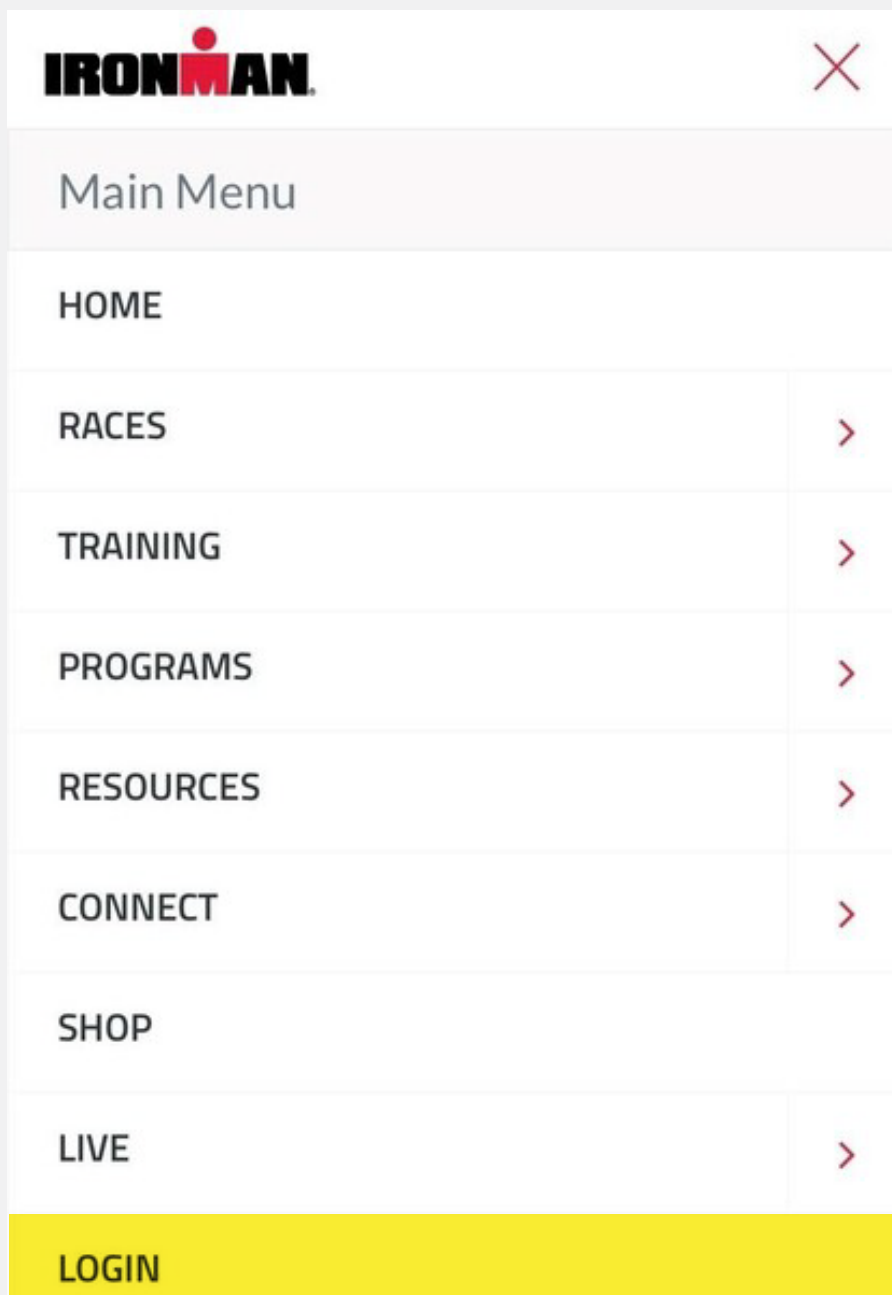 IRONMAN
Main Menu
HOME
RACES
TRAINING
PROGRAMS
RESOURCES
CONNECT
SHOP
LIVE
LOGIN